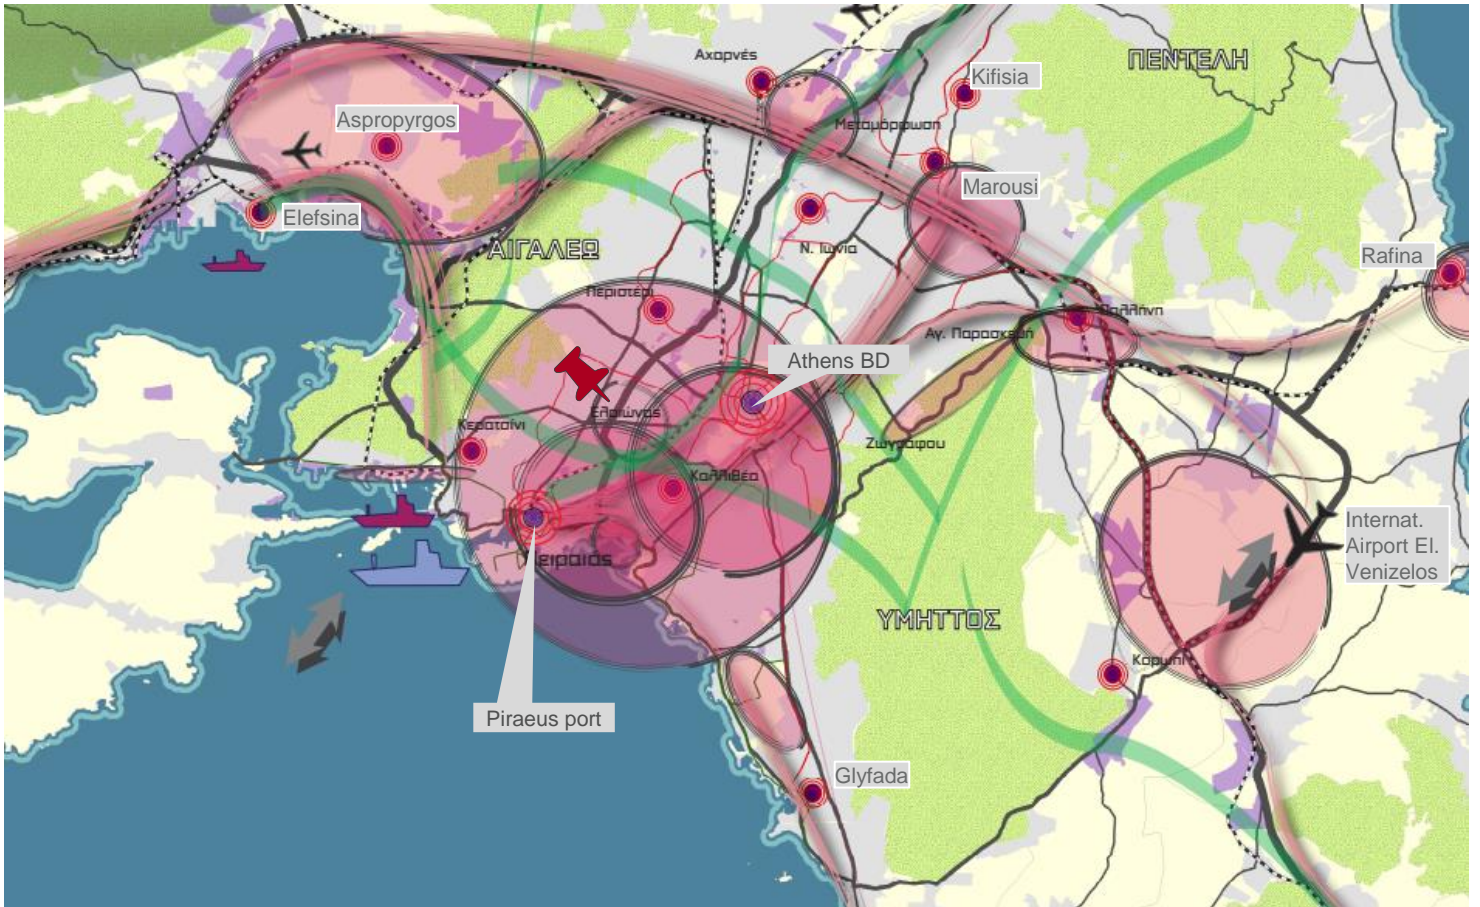 Αχαρνές
ΠΕΝΤΕΛΗ
Kifisia
Aspropyrgos
Μεταμόρφωση
Marousi
Elefsina
ΑΙΓΑΛΕΩ
Ν. Ιωνία
Rafina
Περιστέρι
Παλλήνη
Αγ. Παρασκευή
Athens BD
Ελαιώνας
Κερατσίνι
Ζωγράφου
Καλλιθέα
Internat.
Airport El.
Venizelos
Πειραιάς
ΥΜΗΤΤΟΣ
Κορωπί
Piraeus port
Glyfada